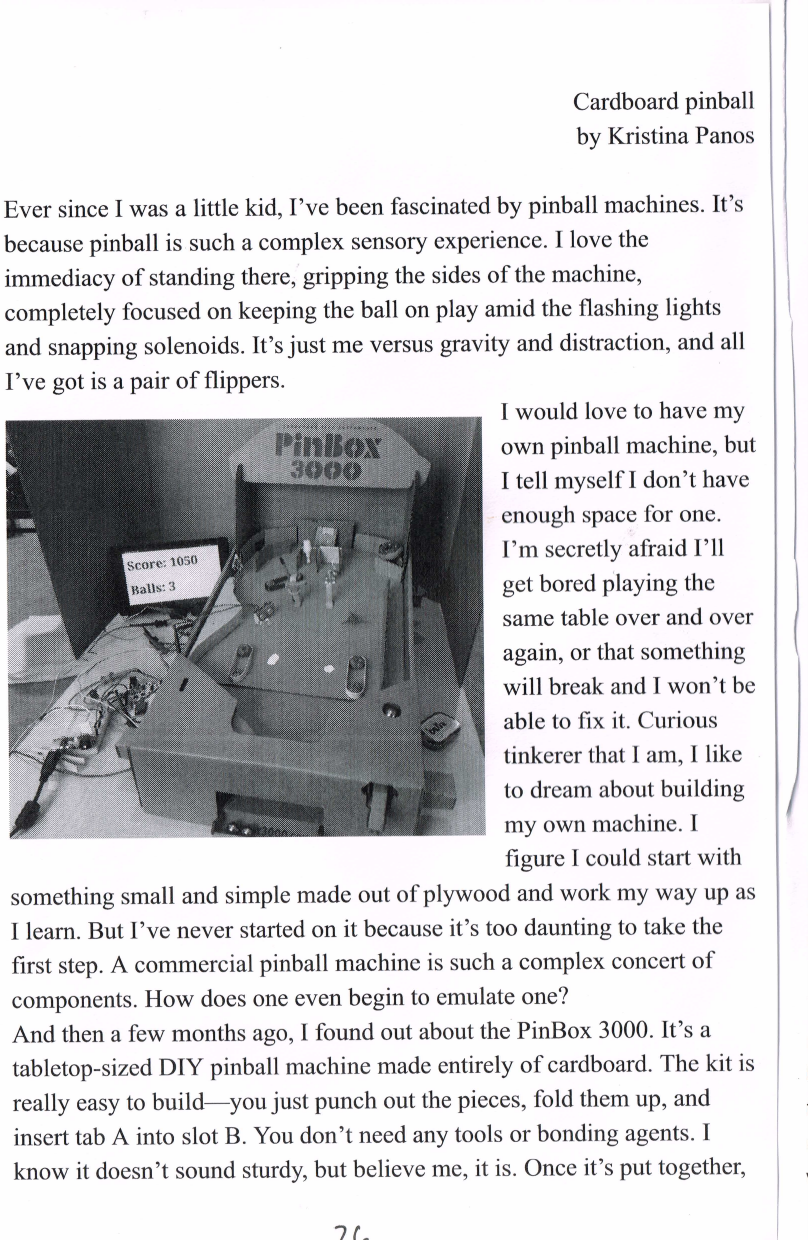 Cardboard pinball
by Kristina Panos
Ever since I was a little kid, I’ve been fascinated by pinball machines. It’s
because pinball is such a complex sensory experience. I love the
immediacy of standing there, gripping the sides of the machine,
completely focused on keeping the ball on play amid the flashing lights
and snapping solenoids. It’s just me versus gravity and distraction, and all
I’ve got is a pair of flippers.
PinBox
3000
Score: 1050
Balls: 3
bela
I would love to have my
own pinball machine, but
I tell myself I don’t have
enough space for one.
I’m secretly afraid I’ll
get bored playing the
same table over and over
again, or that something
will break and I won’t be
able to fix it. Curious
tinkerer that I am, I like
to dream about building
my own machine. I
figure I could start with
something small and simple made out of plywood and work my way up as
I learn. But I’ve never started on it because it’s too daunting to take the
first step. A commercial pinball machine is such a complex concert of
components. How does one even begin to emulate one?
And then a few months ago, I found out about the PinBox 3000. It’s a
tabletop-sized DIY pinball machine made entirely of cardboard. The kit is
really easy to build—you just punch out the pieces, fold them up, and
insert tab A into slot B. You don’t need any tools or bonding agents. I
know it doesn’t sound sturdy, but believe me, it is. Once it’s put together,